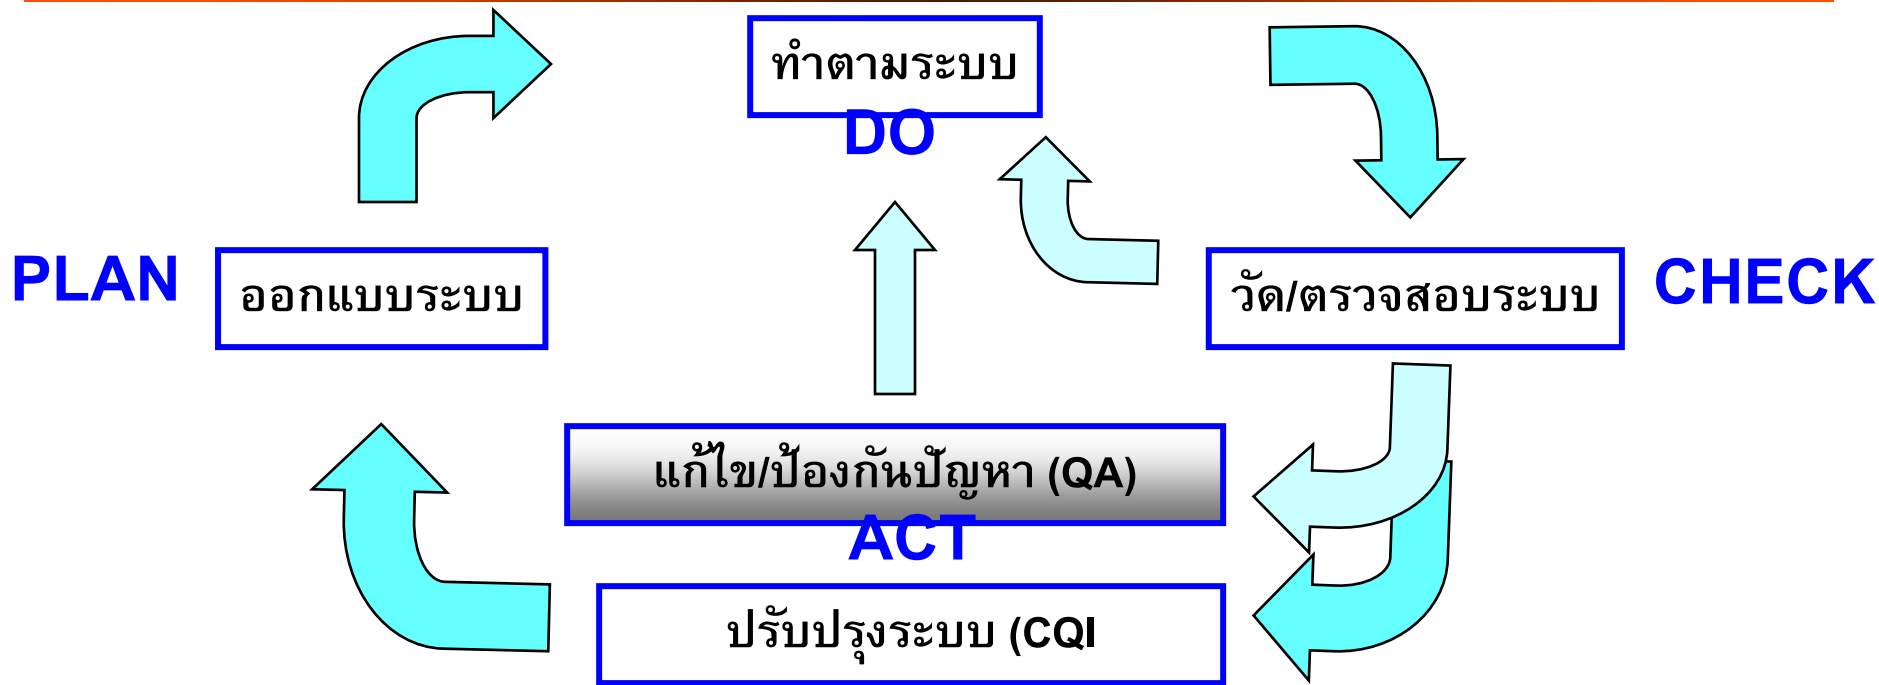 ทำตามระบบ
DO
PLAN
ออกแบบระบบ
วัด/ตรวจสอบระบบ
CHECK
แก้ไข/ป้องกันปัญหา (QA)
ACT
ปรับปรุงระบบ (CQI